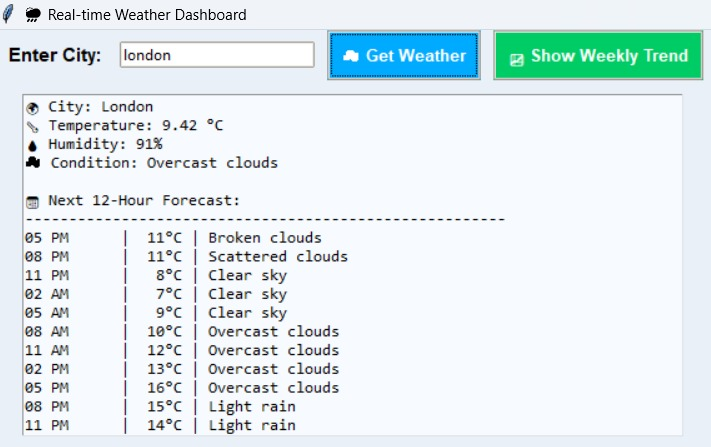 Real-time Weather Dashboard
Enter City: london Get Weather Show Weekly Trend
City: London
Temperature: 9.42 °C
Humidity: 91%
Condition: Overcast clouds
Next 12-Hour Forecast:
-------------------------------------------------------
05 PM | 11°C | Broken clouds
08 PM | 11°C | Scattered clouds
11 PM | 8°C | Clear sky
02 AM | 7°C | Clear sky
05 AM | 9°C | Clear sky
08 AM | 10°C | Overcast clouds
11 AM | 12°C | Overcast clouds
02 PM | 13°C | Overcast clouds
05 PM | 16°C | Overcast clouds
08 PM | 15°C | Light rain
11 PM | 14°C | Light rain